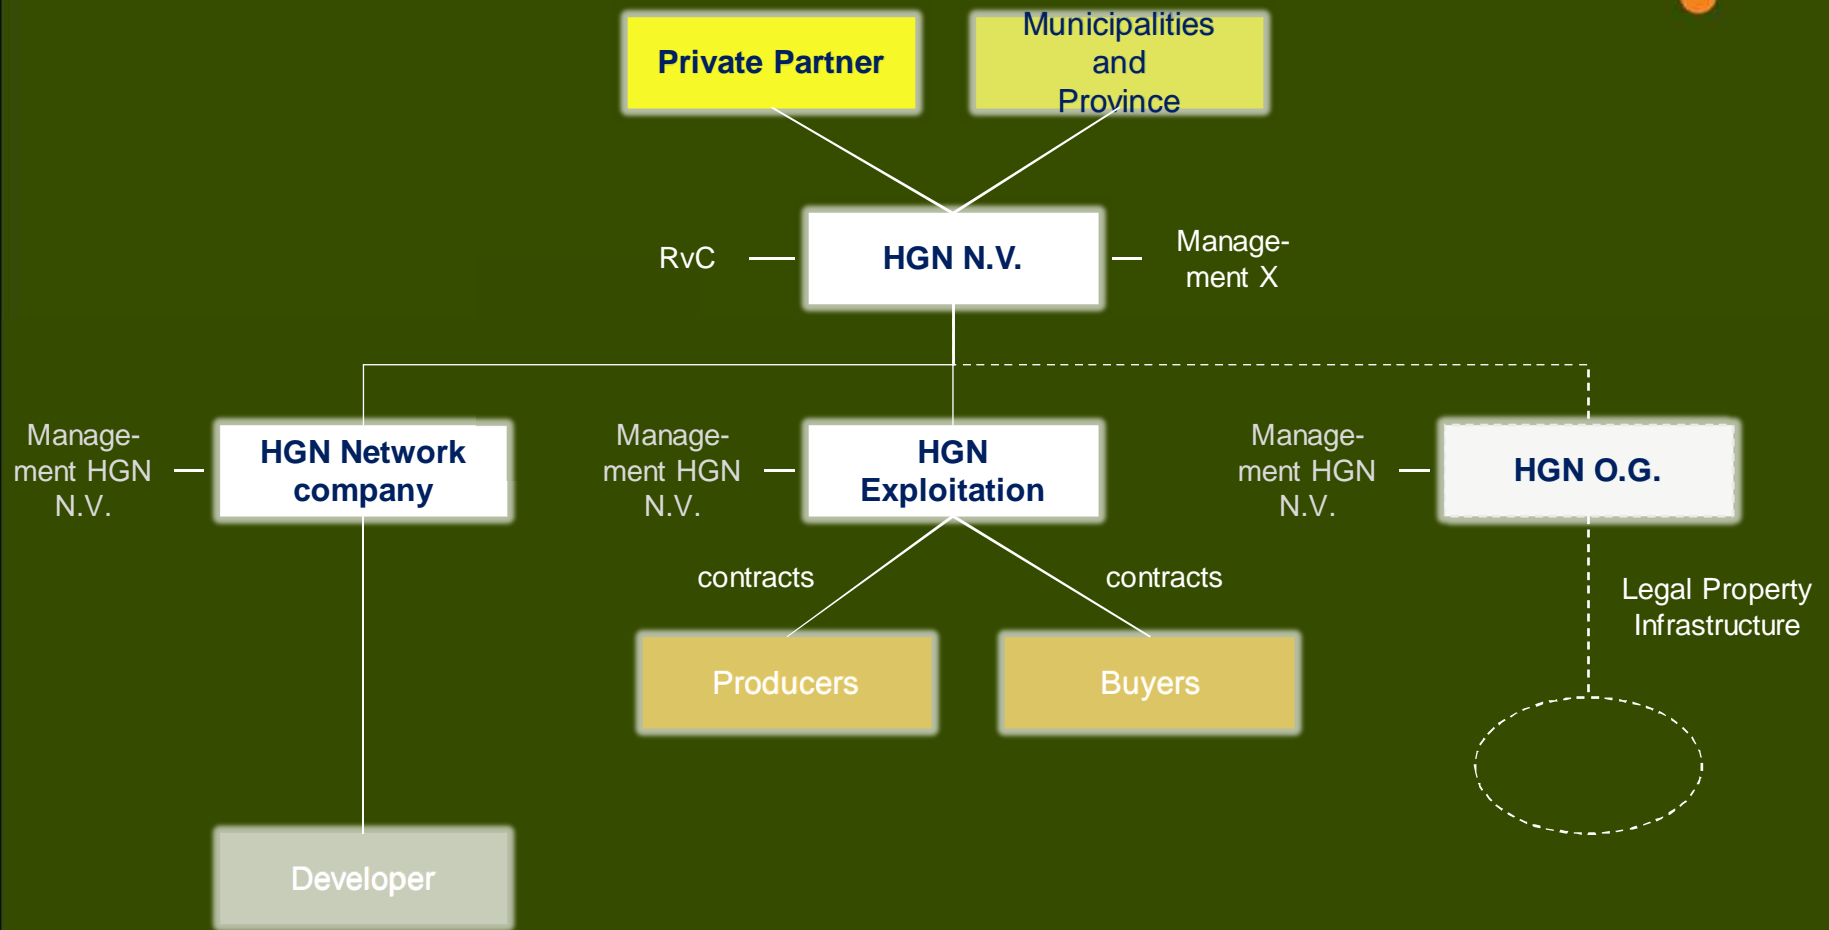 Private Partner
Municipalities
and
Province
RvC
HGN N.V.
Manage-
ment X
Manage-
ment HGN
N.V.
HGN Network
company
Manage-
ment HGN
N.V.
HGN
Exploitation
Manage-
ment HGN
N.V.
HGN O.G.
contracts
contracts
Legal Property
Infrastructure
Producers
Buyers
Developer